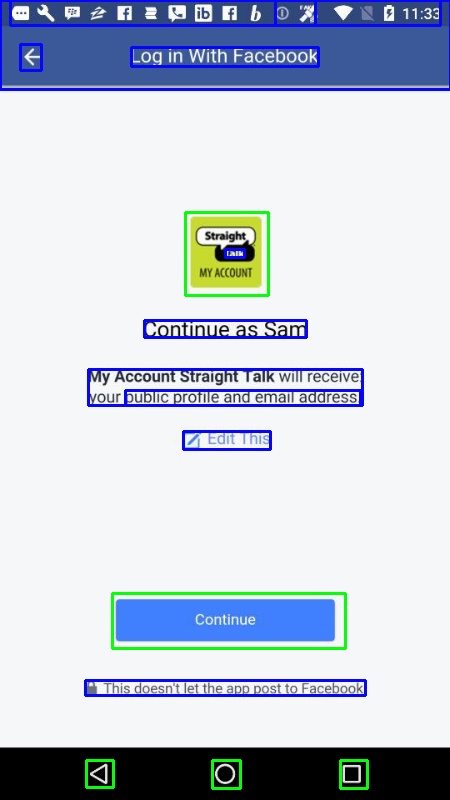 11:33
Log in With Facebook
Straight
Talk
MY ACCOUNT
Continue as Sam
My Account Straight Talk will receive:
your public profile and email address.
Edit This
Continue
This doesn't let the app post to Facebook